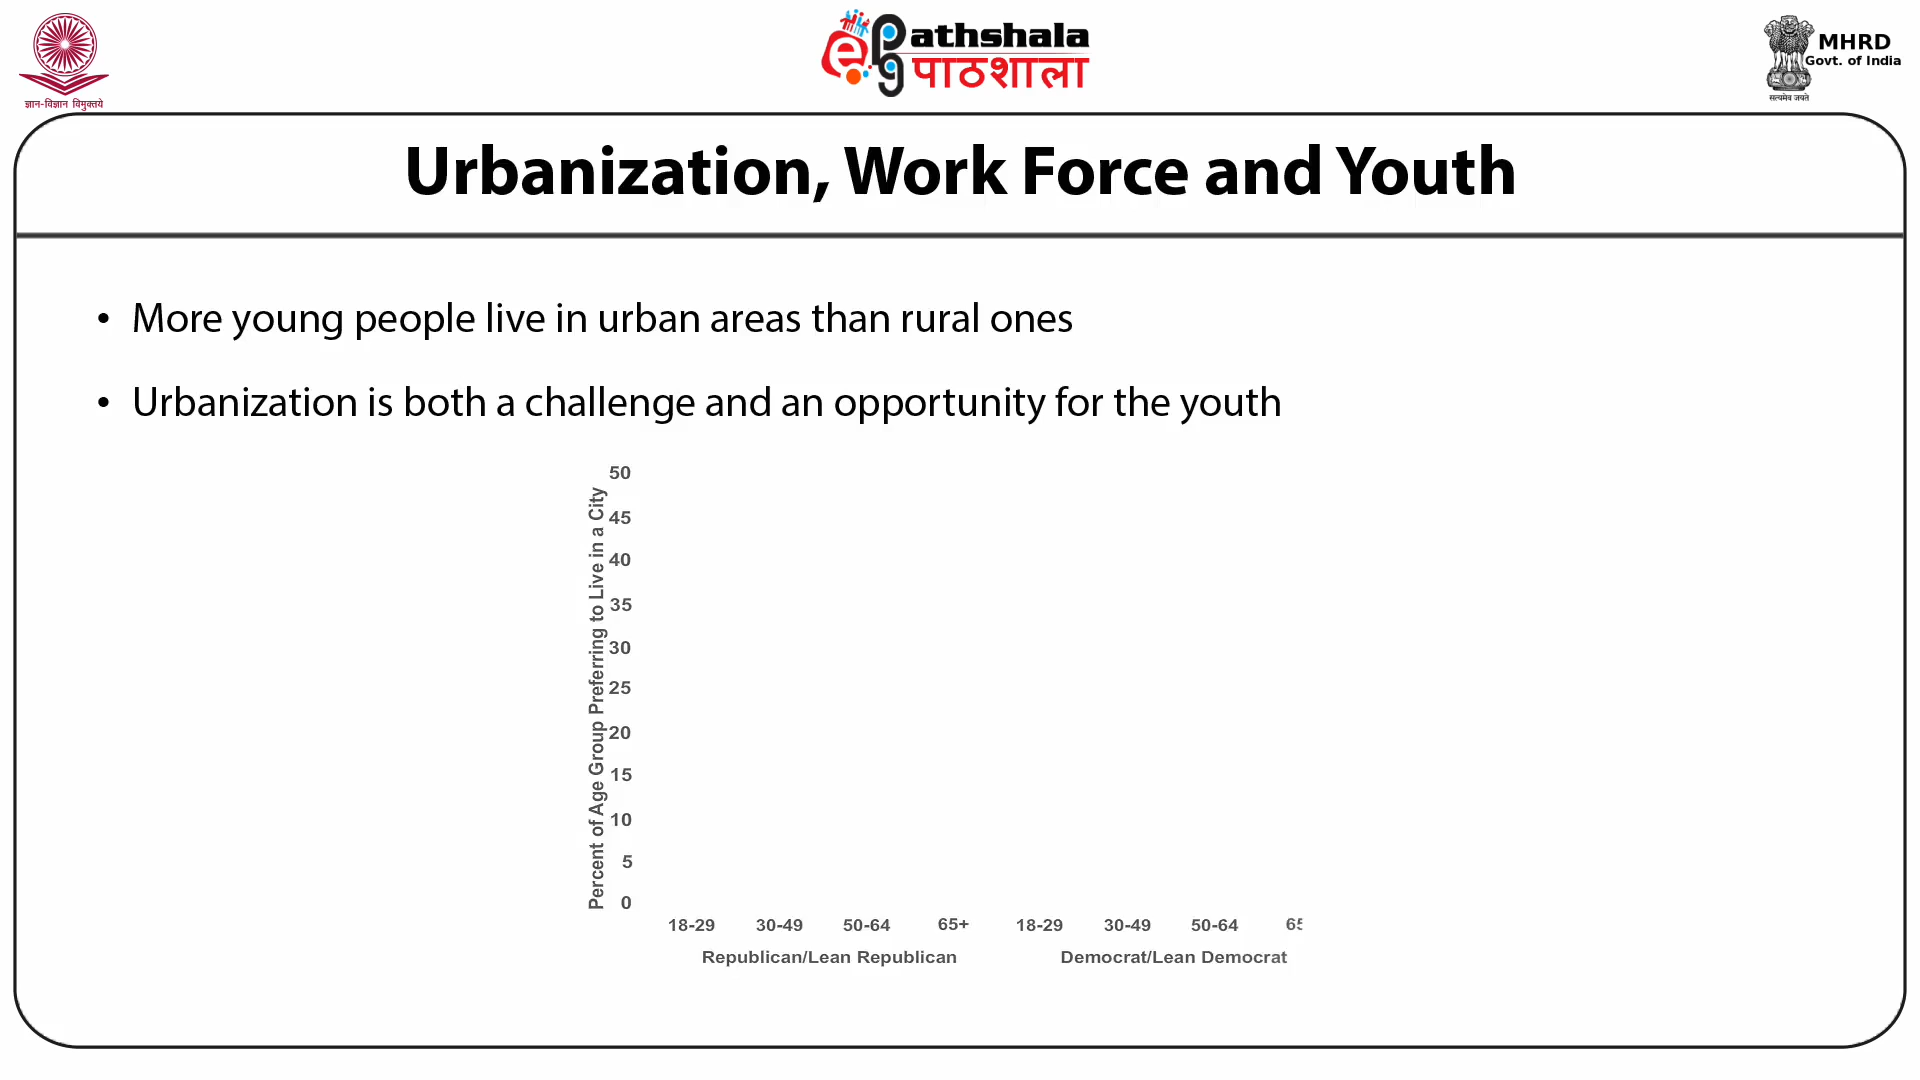 ज्ञान-विज्ञान विमुक्तये
ePathshala
पाठशाला
MHRD
Govt. of India
सत्यमेव जयते
Urbanization, Work Force and Youth
• More young people live in urban areas than rural ones
• Urbanization is both a challenge and an opportunity for the youth
Percent of Age Group Preferring to Live in a City
50
45
40
35
30
25
20
15
10
5
0
18-29 30-49 50-64 65+ 18-29 30-49 50-64 65
Republican/Lean Republican Democrat/Lean Democrat